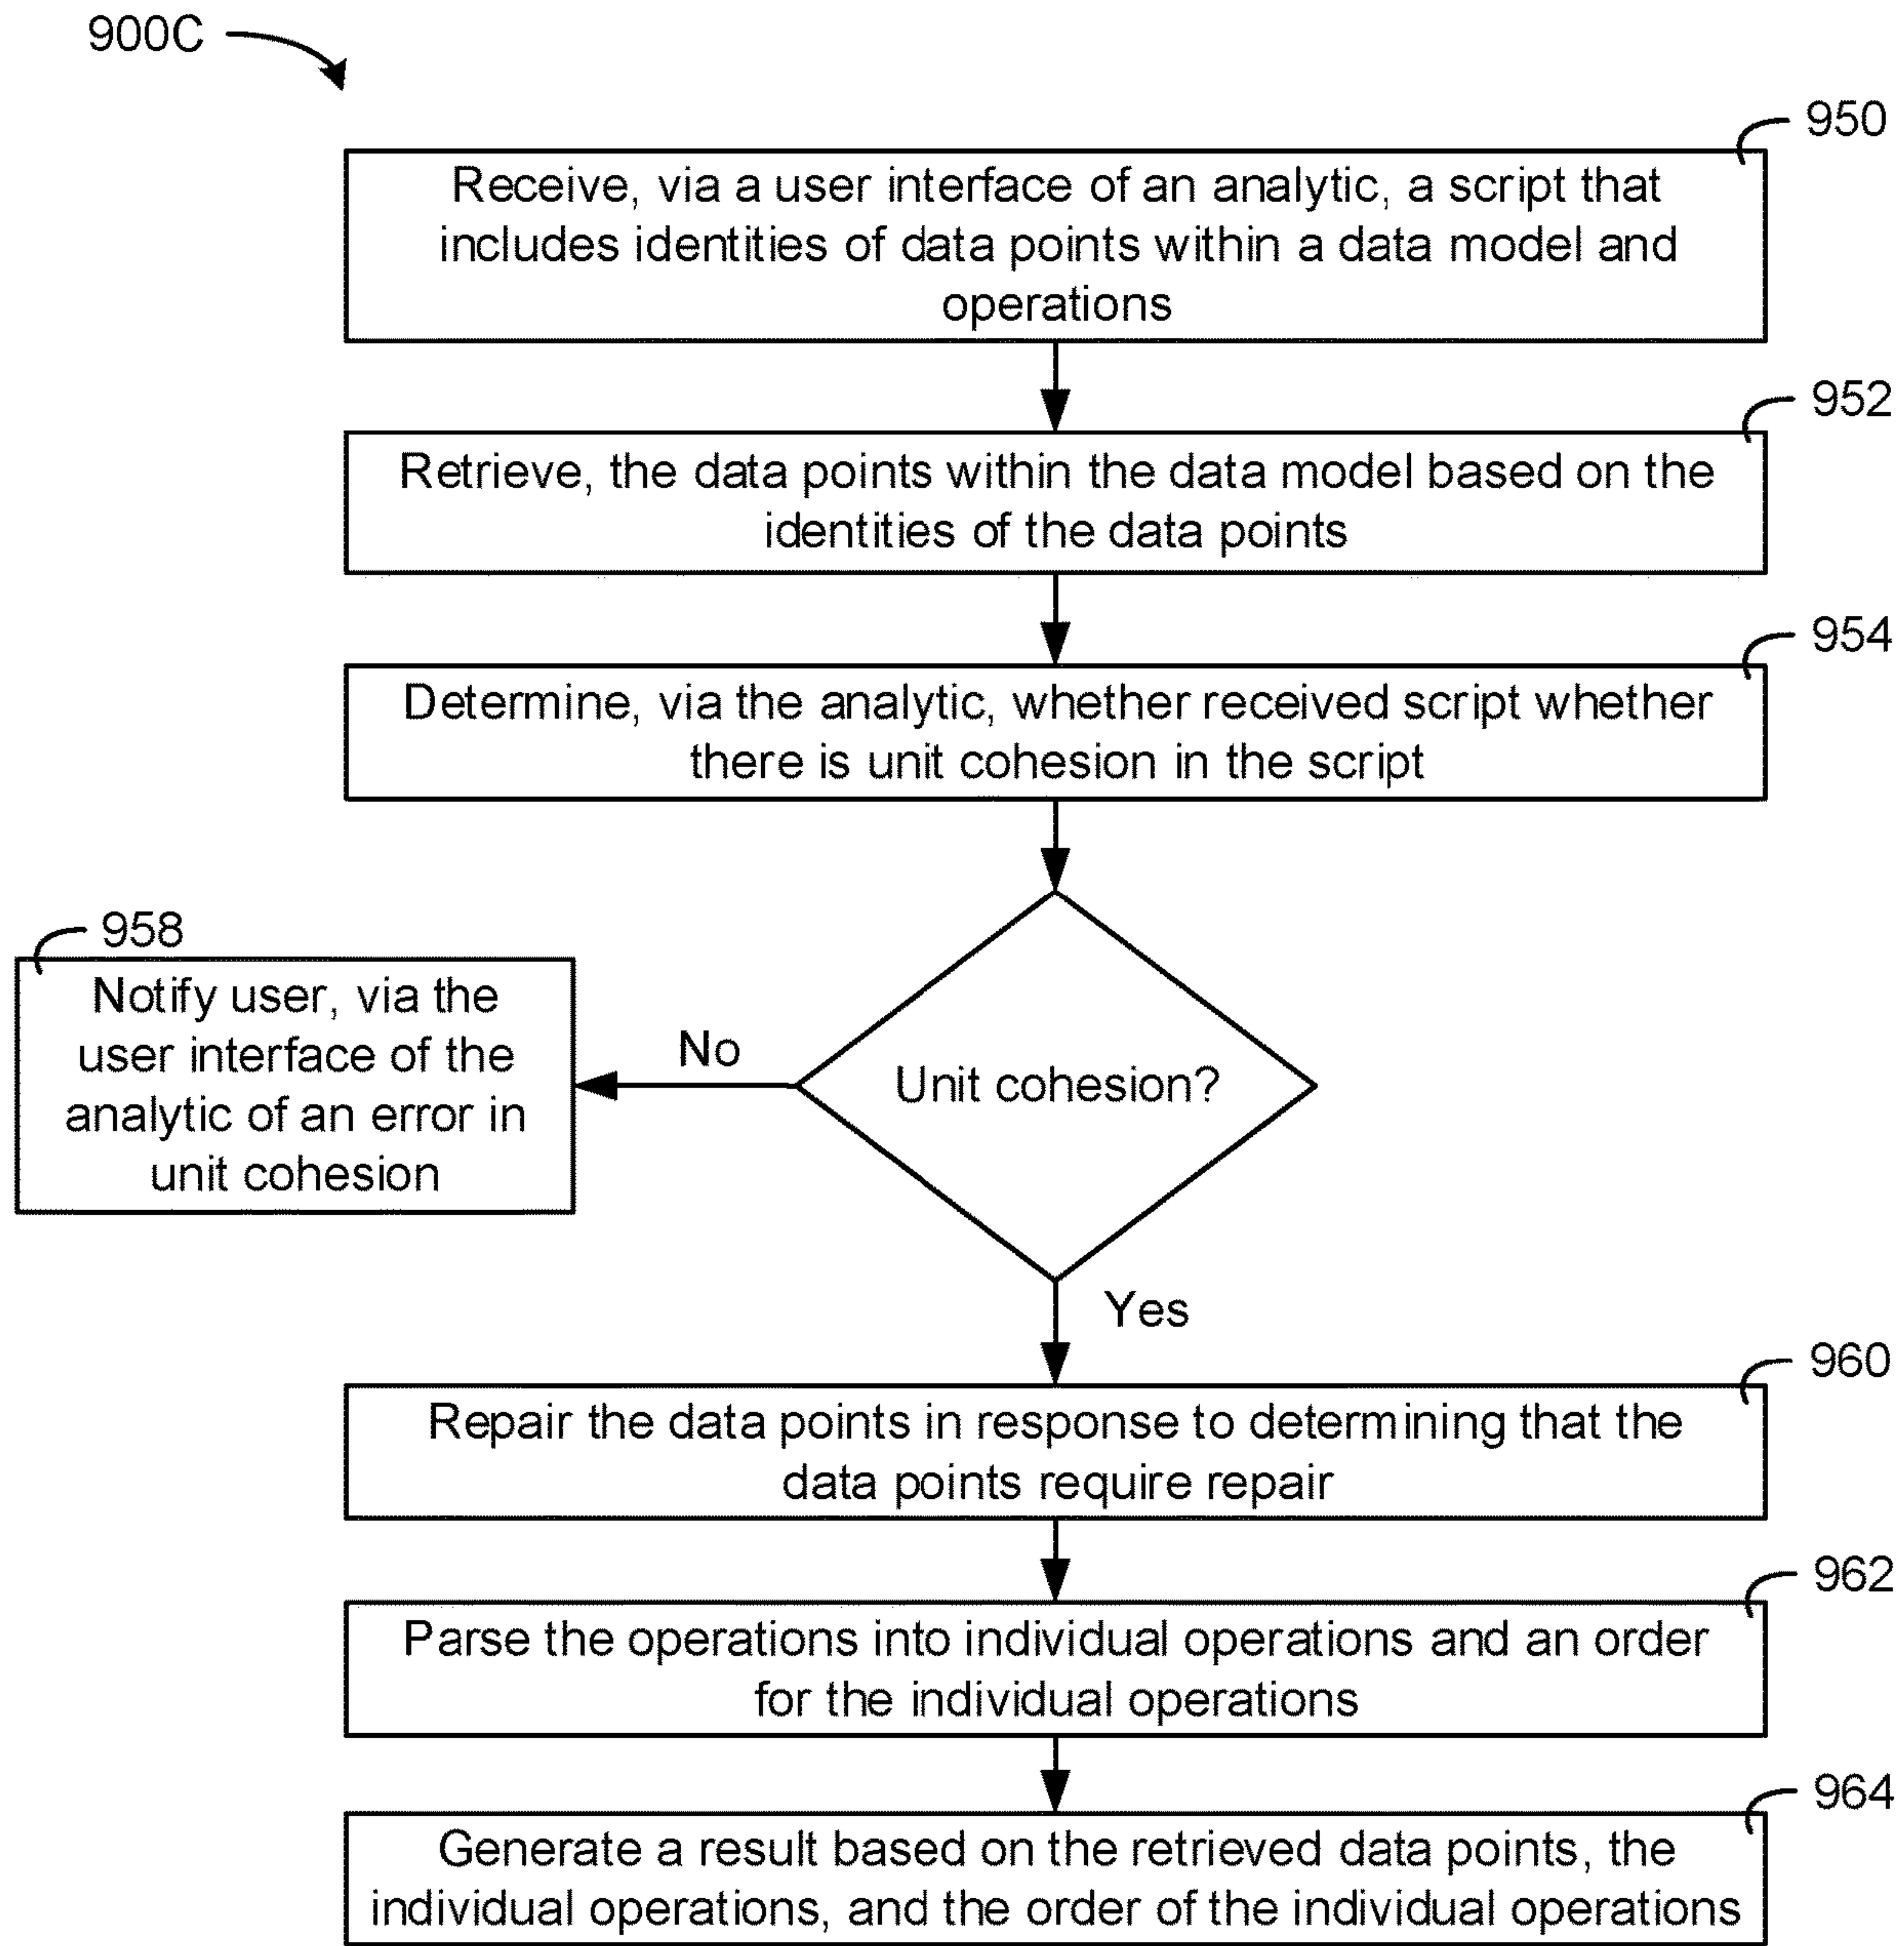 900C
950
Receive, via a user interface of an analytic, a script that
includes identities of data points within a data model and
operations
952
Retrieve, the data points within the data model based on the
identities of the data points
954
Determine, via the analytic, whether received script whether
there is unit cohesion in the script
958
Notify user, via the
user interface of the
analytic of an error in
unit cohesion
No
Unit cohesion?
Yes
960
Repair the data points in response to determining that the
data points require repair
962
Parse the operations into individual operations and an order
for the individual operations
964
Generate a result based on the retrieved data points, the
individual operations, and the order of the individual operations